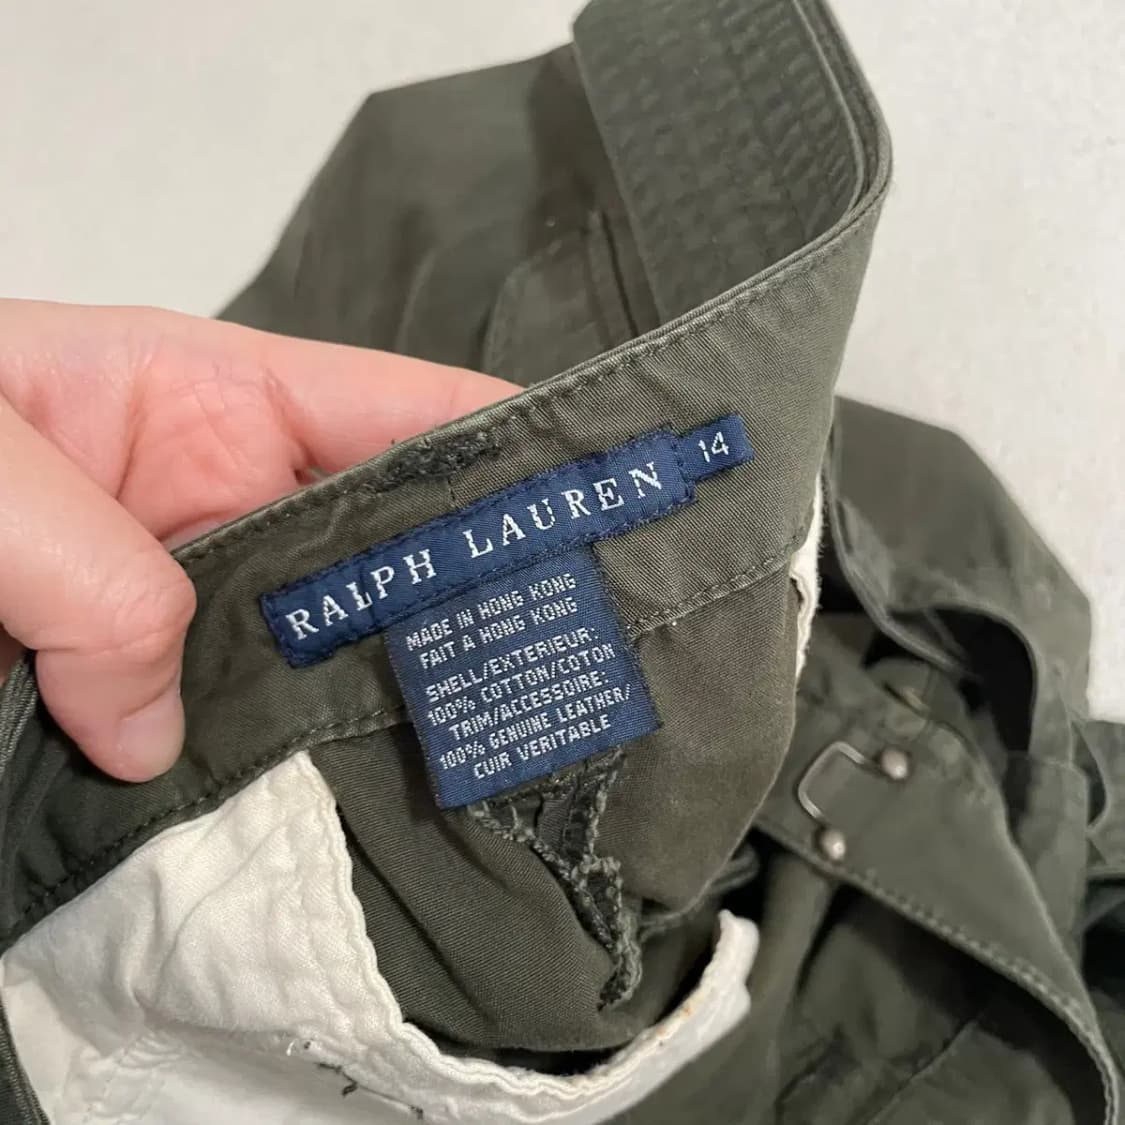 RALPH LAUREN 14
MADE IN HONG KONG
FAIT A HONG KONG
SHELL/EXTERIEUR:
100% COTTON/COTON
TRIM/ACCESSOIRE:
100% GENUINE LEATHER/
CUIR VERITABLE